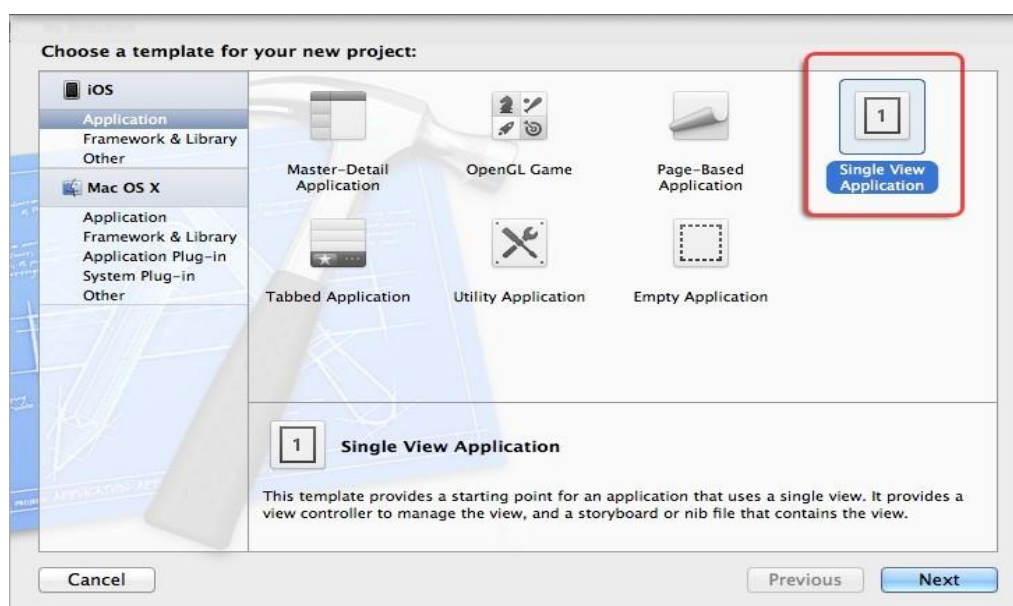 Choose a template for your new project:
iOS
Application
Framework & Library
Other
Mac OS X
Application
Framework & Library
Application Plug-in
System Plug-in
Other
Master-Detail
Application
OpenGL Game
Page-Based
Application
1
Single View
Application
Tabbed Application
Utility Application
Empty Application
1
Single View Application
This template provides a starting point for an application that uses a single view. It provides a
view controller to manage the view, and a storyboard or nib file that contains the view.
Cancel
Previous
Next